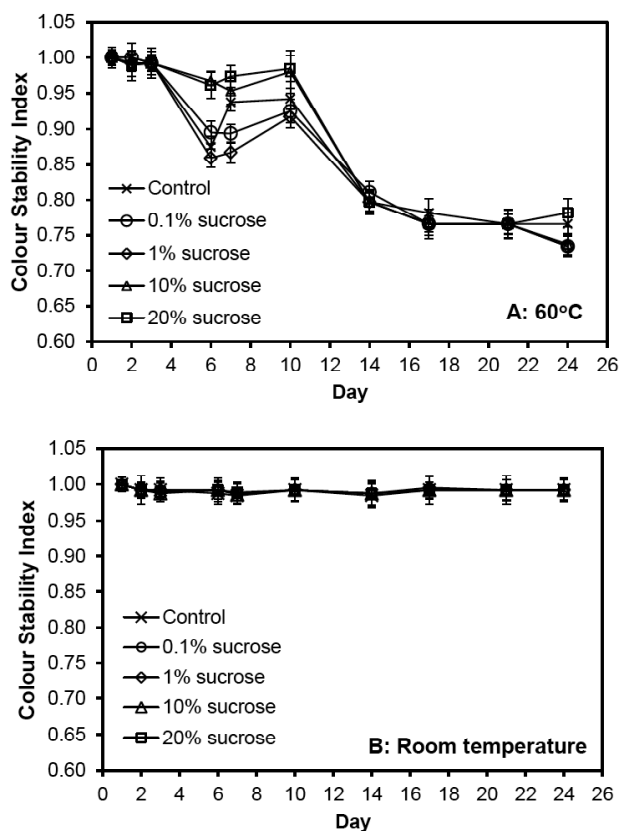 1.05
1.00
0.95
0.90
0.85
0.80
0.75
0.70
0.65
0.60
Colour Stability Index
Control
0.1% sucrose
1% sucrose
10% sucrose
20% sucrose
A: 60°C
0 2 4 6 8 10 12 14 16 18 20 22 24 26
Day
1.05
1.00
0.95
0.90
0.85
0.80
0.75
0.70
0.65
0.60
Colour Stability Index
Control
0.1% sucrose
1% sucrose
10% sucrose
20% sucrose
B: Room temperature
0 2 4 6 8 10 12 14 16 18 20 22 24 26
Day